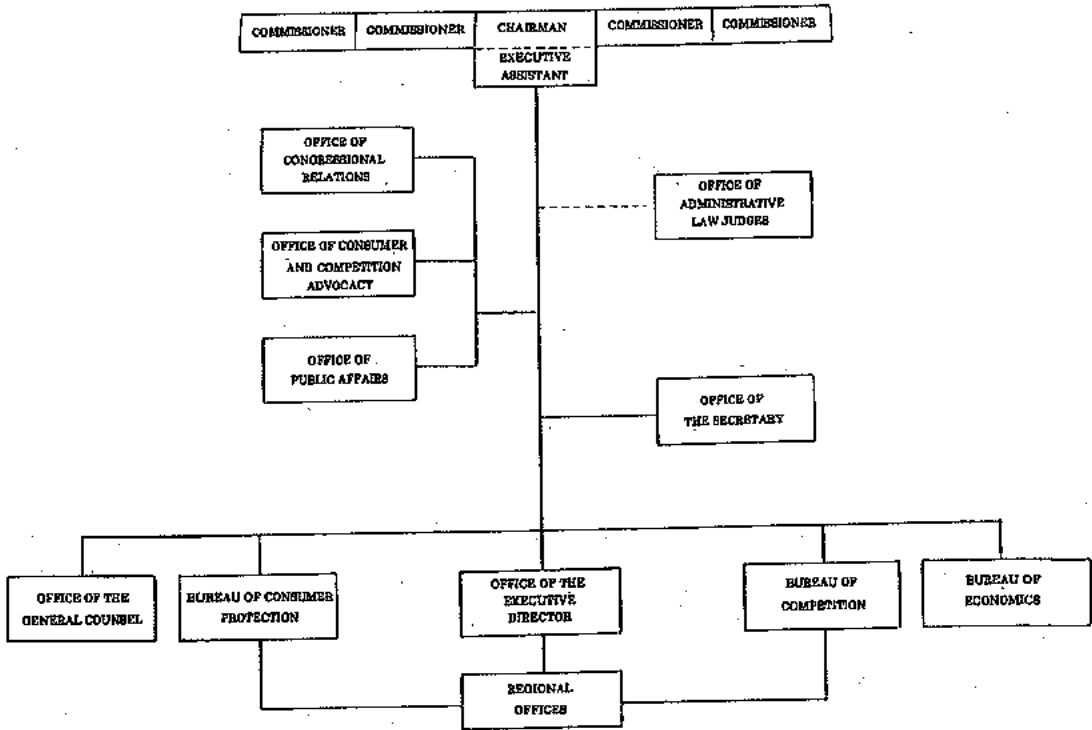 COMMISSIONER
COMMISSIONER
CHAIRMAN
COMMISSIONER
COMMISSIONER
EXECUTIVE
ASSISTANT
OFFICE OF
CONGRESSIONAL
RELATIONS
OFFICE OF
ADMINISTRATIVE
LAW JUDGES
OFFICE OF CONSUMER
AND COMPETITION
ADVOCACY
OFFICE OF
PUBLIC AFFAIRS
OFFICE OF
THE SECRETARY
OFFICE OF THE
GENERAL COUNSEL
BUREAU OF CONSUMER
PROTECTION
OFFICE OF THE
EXECUTIVE
DIRECTOR
BUREAU OF
COMPETITION
BUREAU OF
ECONOMICS
REGIONAL
OFFICES